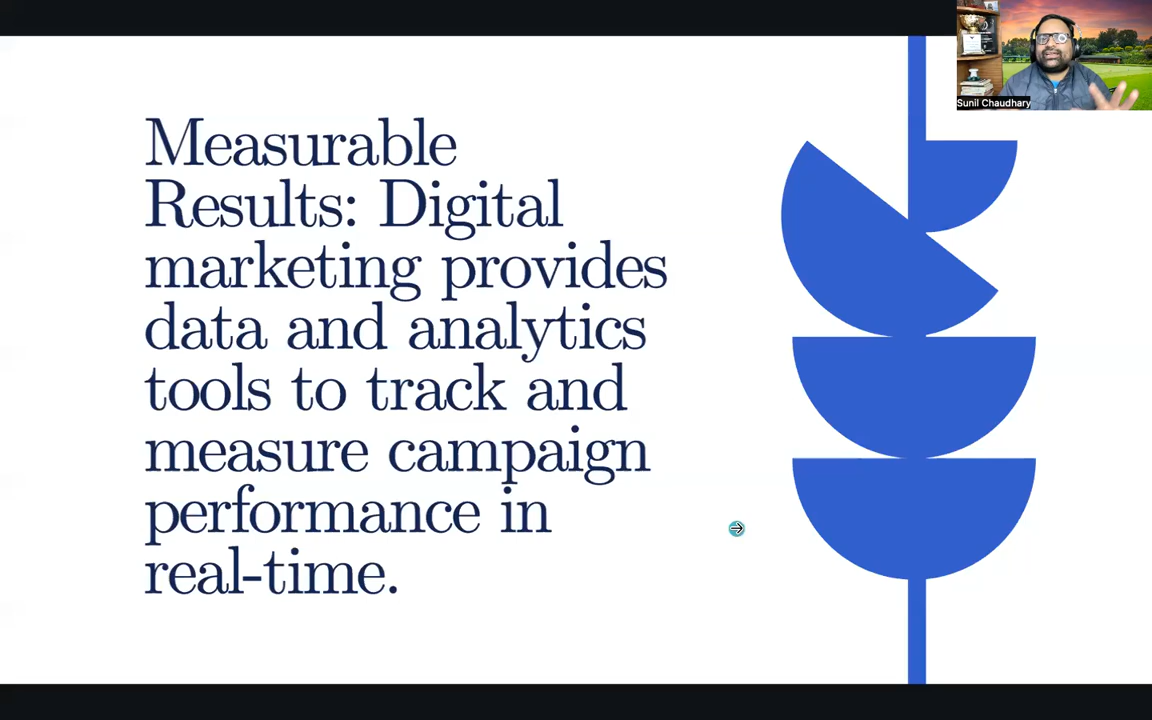 Measurable
Results: Digital
marketing provides
data and analytics
tools to track and
measure campaign
performance in
real-time.
Sunil Chaudhary